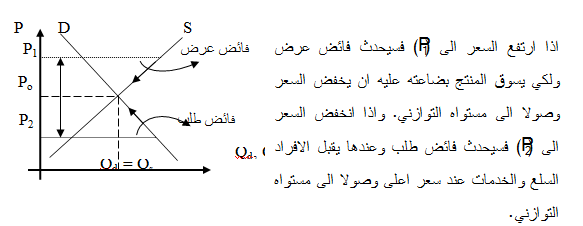 P D S
P1
فائض عرض
Po
P2
فائض طلب
Qd,
Qd = Q
اذا ارتفع السعر الى (P1) فسيحدث فائض عرض
ولكي يسوق المنتج بضاعته عليه ان يخفض السعر
وصولا الى مستواه التوازني. واذا انخفض السعر
الى (P2) فسيحدث فائض طلب وعندها يقبل الافراد
السلع والخدمات عند سعر اعلى وصولا الى مستواه
التوازني.